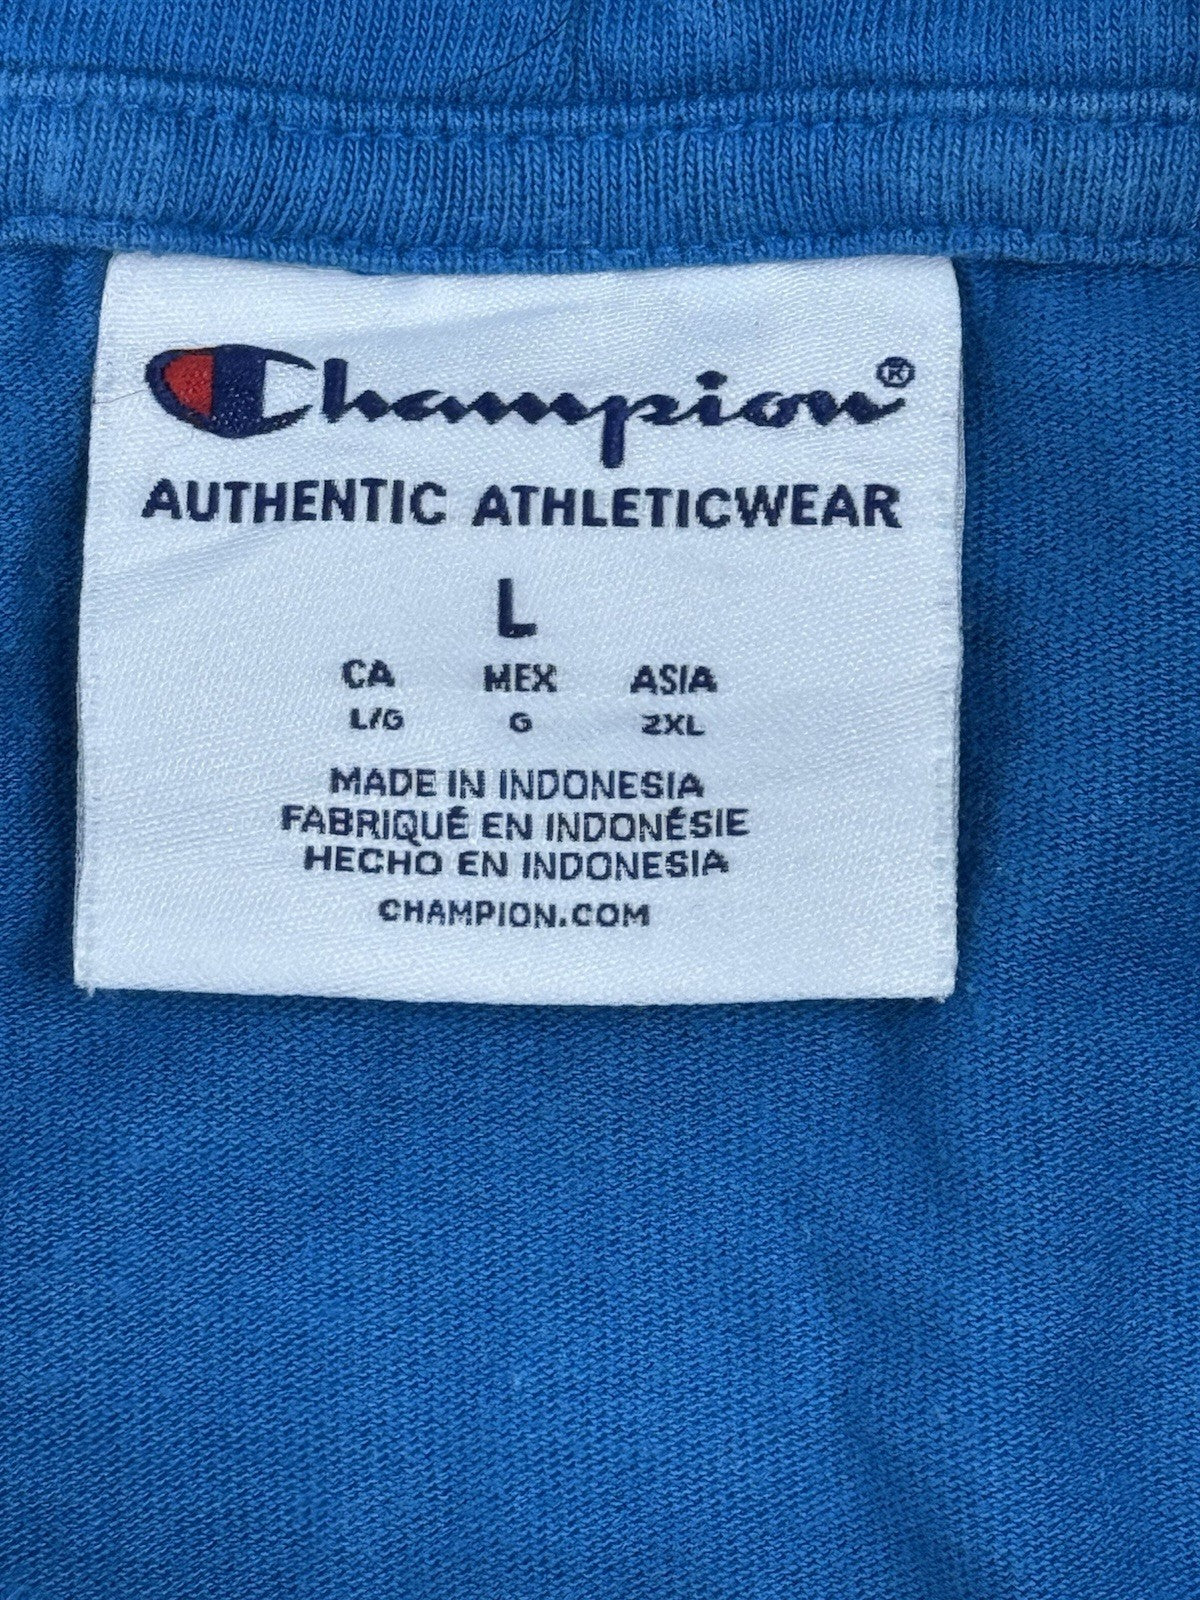 Champion®
AUTHENTIC ATHLETICWEAR
L
CA MEX ASIA
L/G G 2XL
MADE IN INDONESIA
FABRIQUÉ EN INDONÉSIE
HECHO EN INDONESIA
CHAMPION.COM